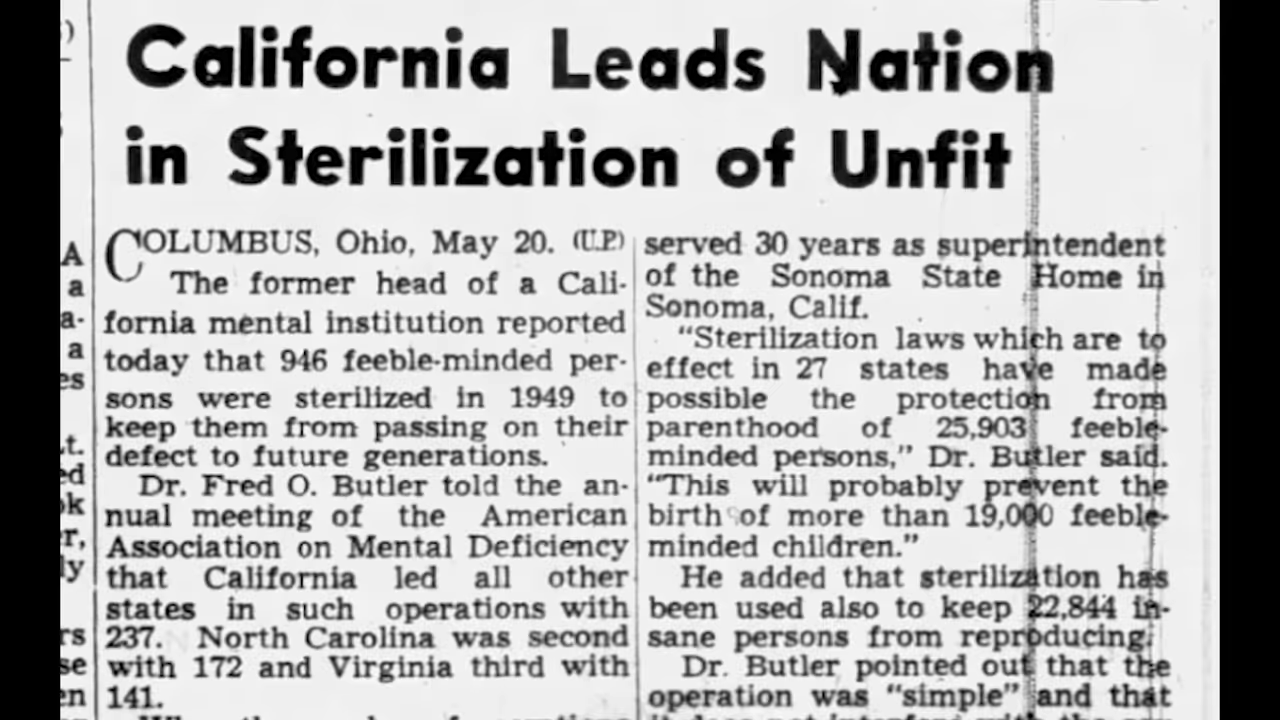 California Leads Nation
in Sterilization of Unfit
COLUMBUS, Ohio, May 20. (U.P)
The former head of a Cali-
fornia mental institution reported
today that 946 feeble-minded per-
sons were sterilized in 1949 to
keep them from passing on their
defect to future generations.
Dr. Fred O. Butler told the an-
nual meeting of the American
Association on Mental Deficiency
that California led all other
states in such operations with
237. North Carolina was second
with 172 and Virginia third with
141.
served 30 years as superintendent
of the Sonoma State Home in
Sonoma, Calif.
"Sterilization laws which are to
effect in 27 states have made
possible the protection from
parenthood of 25,903 feeble-
minded persons," Dr. Butler said.
"This will probably prevent the
birth of more than 19,000 feeble-
minded children."
He added that sterilization has
been used also to keep 22,844 in-
sane persons from reproducing.
Dr. Butler pointed out that the
operation was "simple" and that